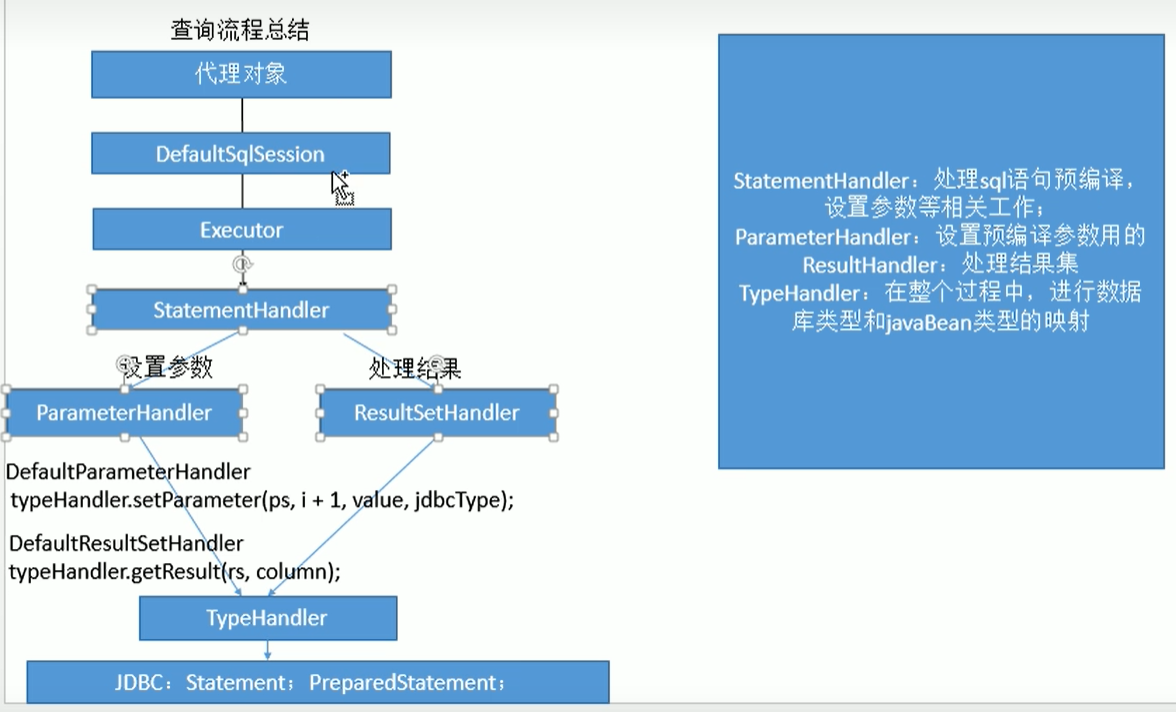 查询流程总结
代理对象
DefaultSqlSession
Executor
StatementHandler
设置参数
处理结果
ParameterHandler
ResultSetHandler
DefaultParameterHandler
typeHandler.setParameter(ps, i + 1, value, jdbcType);
DefaultResultSetHandler
typeHandler.getResult(rs, column);
TypeHandler
JDBC：Statement；PreparedStatement；
StatementHandler：处理sql语句预编译，
设置参数等相关工作；
ParameterHandler：设置预编译参数用的
ResultHandler：处理结果集
TypeHandler：在整个过程中，进行数据
库类型和javaBean类型的映射